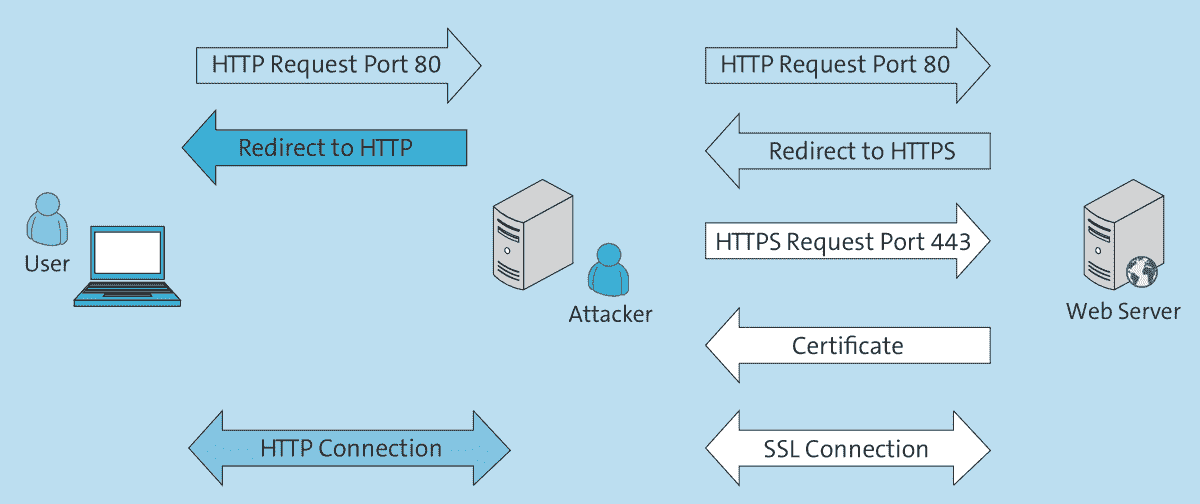 HTTP Request Port 80
HTTP Request Port 80
Redirect to HTTP
Redirect to HTTPS
HTTPS Request Port 443
User
Attacker
Web Server
Certificate
HTTP Connection
SSL Connection